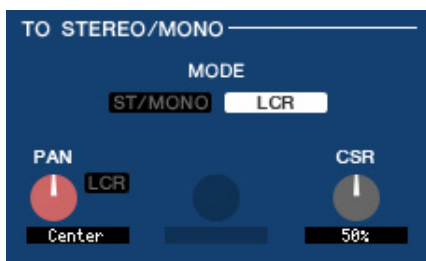 TO STEREO/MONO
MODE
ST/MONO LCR
PAN CSR
LCR
Center 50%